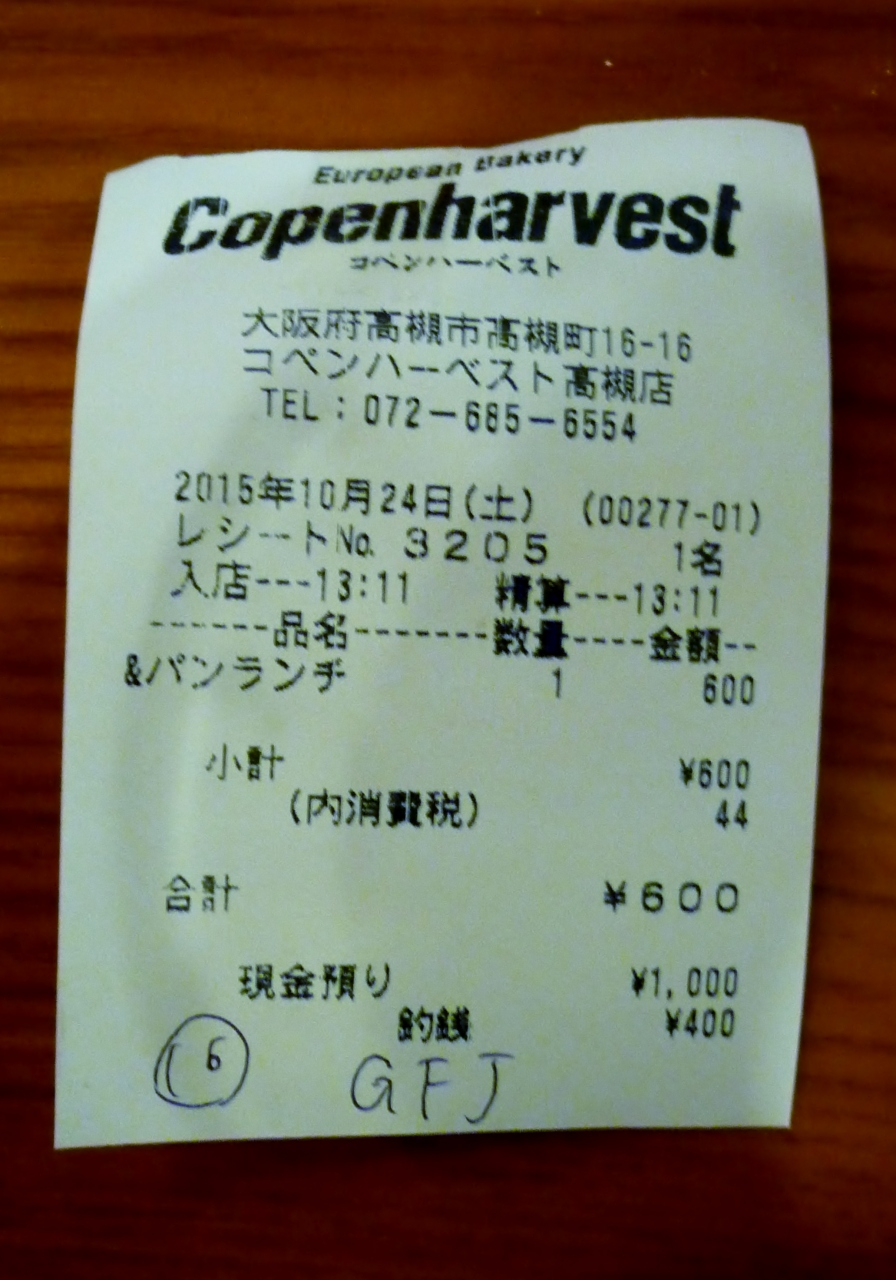 European Bakery
Copenharvest
コペンハーベスト
大阪府高槻市高槻町16-16
コペンハーベスト高槻店
TEL：072－685－6554
2015年10月24日(土) (00277-01)
レシートNo. 3205 1名
入店---13:11 精算---13:11
------品名-------数量----金額--
&パンランチ 1 600
小計 ¥600
(内消費税) 44
合計 ¥600
現金預り ¥1,000
釣銭 ¥400
16 GFJ